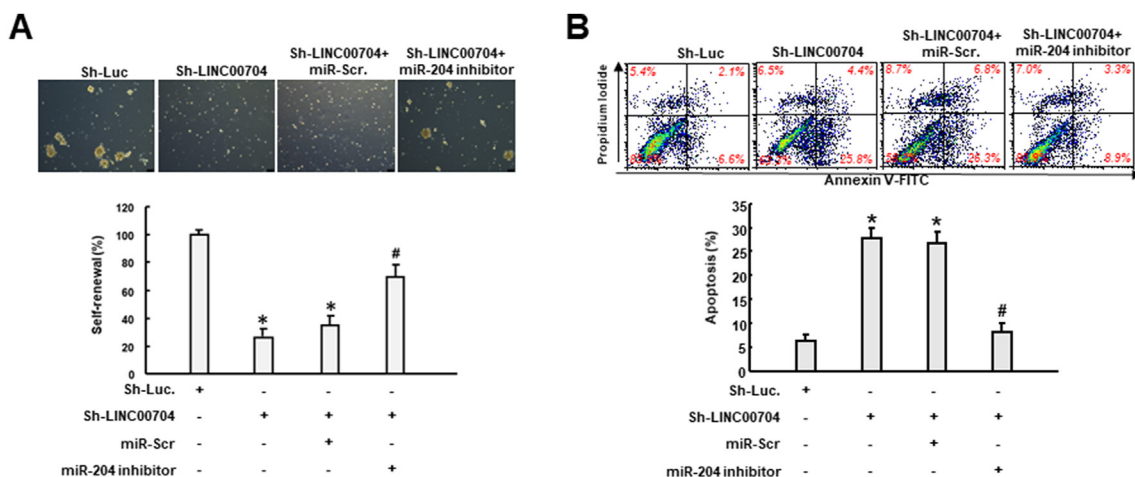 A
Sh-Luc
Sh-LINC00704
Sh-LINC00704+
miR-Scr.
Sh-LINC00704+
miR-204 inhibitor
Self-renewal (%)
120
100
80
60
40
20
0
*
*
#
Sh-Luc. + - - -
Sh-LINC00704 - + + +
miR-Scr - - + -
miR-204 inhibitor - - - +
B
Sh-Luc
Sh-LINC00704
Sh-LINC00704+
miR-Scr.
Sh-LINC00704+
miR-204 inhibitor
Propidium Iodide
5.4% 2.1%
6.6%
6.5% 4.4%
25.8%
8.7% 6.8%
26.3%
7.0% 3.3%
8.9%
Annexin V-FITC
Apoptosis (%)
35
30
25
20
15
10
5
0
*
*
#
Sh-Luc. + - - -
Sh-LINC00704 - + + +
miR-Scr - - + -
miR-204 inhibitor - - - +